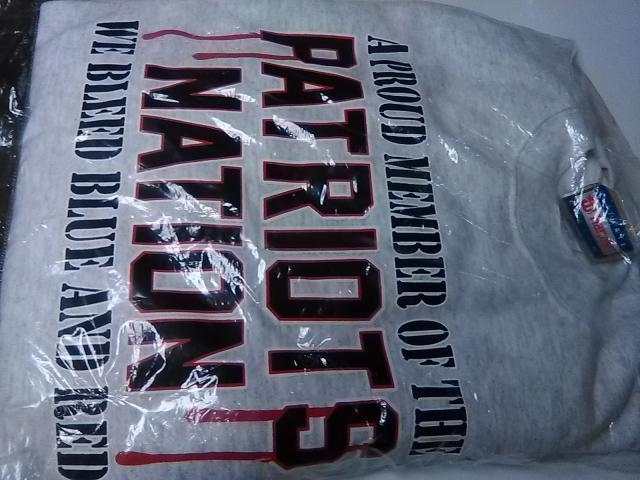 A PROUD MEMBER OF THE
PATRIOTS
NATION
WE BLEED BLUE AND RED